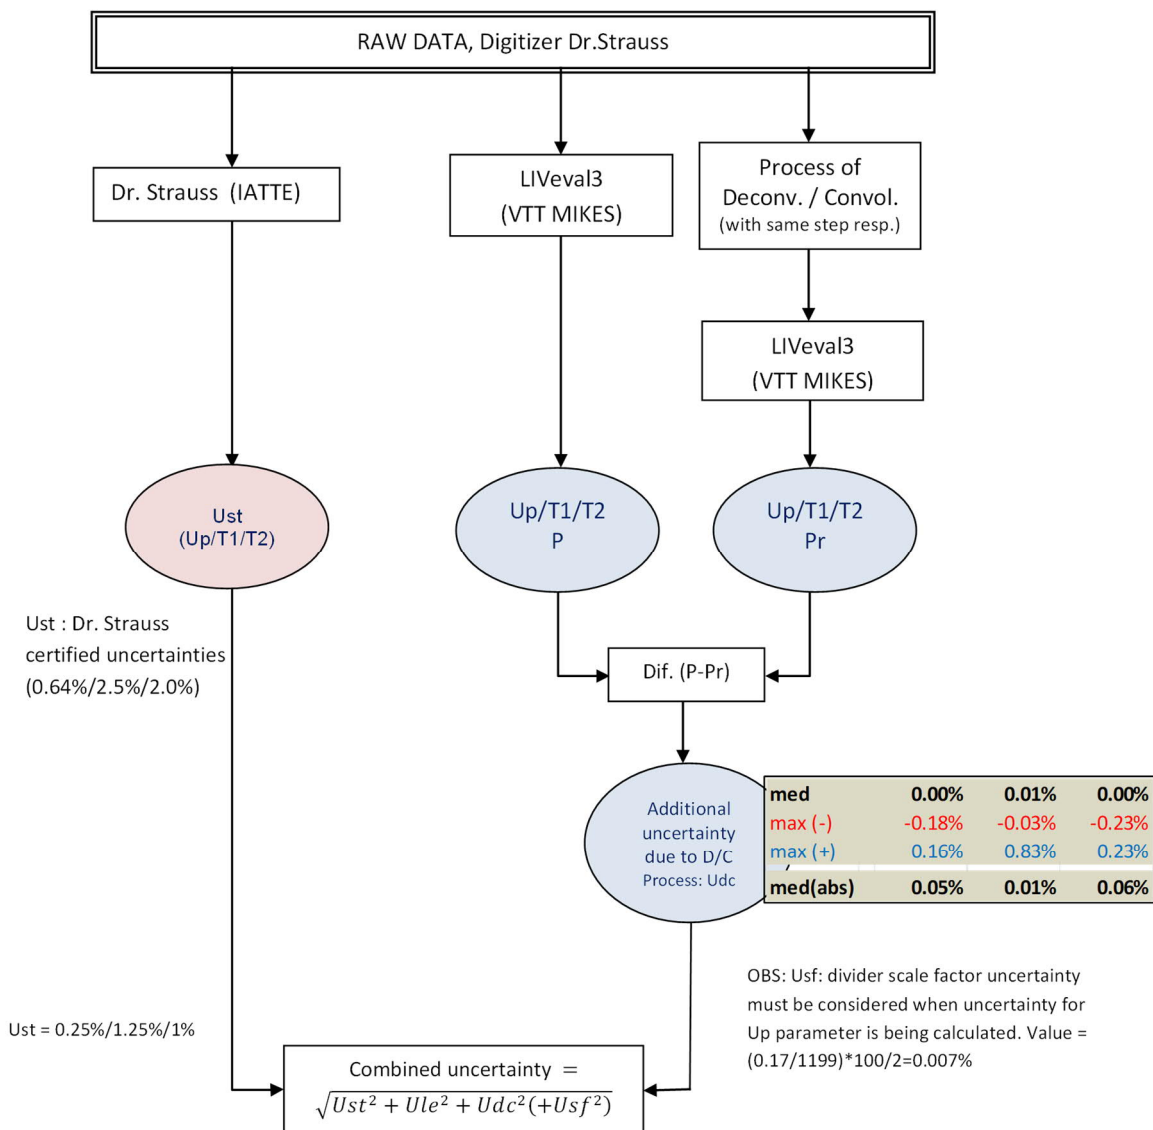 RAW DATA, Digitizer Dr.Strauss
Dr. Strauss (IATTE)
LIVeval3
(VTT MIKES)
Process of
Deconv. / Convol.
(with same step resp.)
LIVeval3
(VTT MIKES)
Ust
(Up/T1/T2)
Up/T1/T2
P
Up/T1/T2
Pr
Ust : Dr. Strauss
certified uncertainties
(0.64%/2.5%/2.0%)
Dif. (P-Pr)
Additional
uncertainty
due to D/C
Process: Udc
med 0.00% 0.01% 0.00%
max (-) -0.18% -0.03% -0.23%
max (+) 0.16% 0.83% 0.23%
med(abs) 0.05% 0.01% 0.06%
OBS: Usf: divider scale factor uncertainty
must be considered when uncertainty for
Up parameter is being calculated. Value =
(0.17/1199)*100/2=0.007%
Ust = 0.25%/1.25%/1%
Combined uncertainty =
√Ust² + Ule² + Udc²(+Usf²)